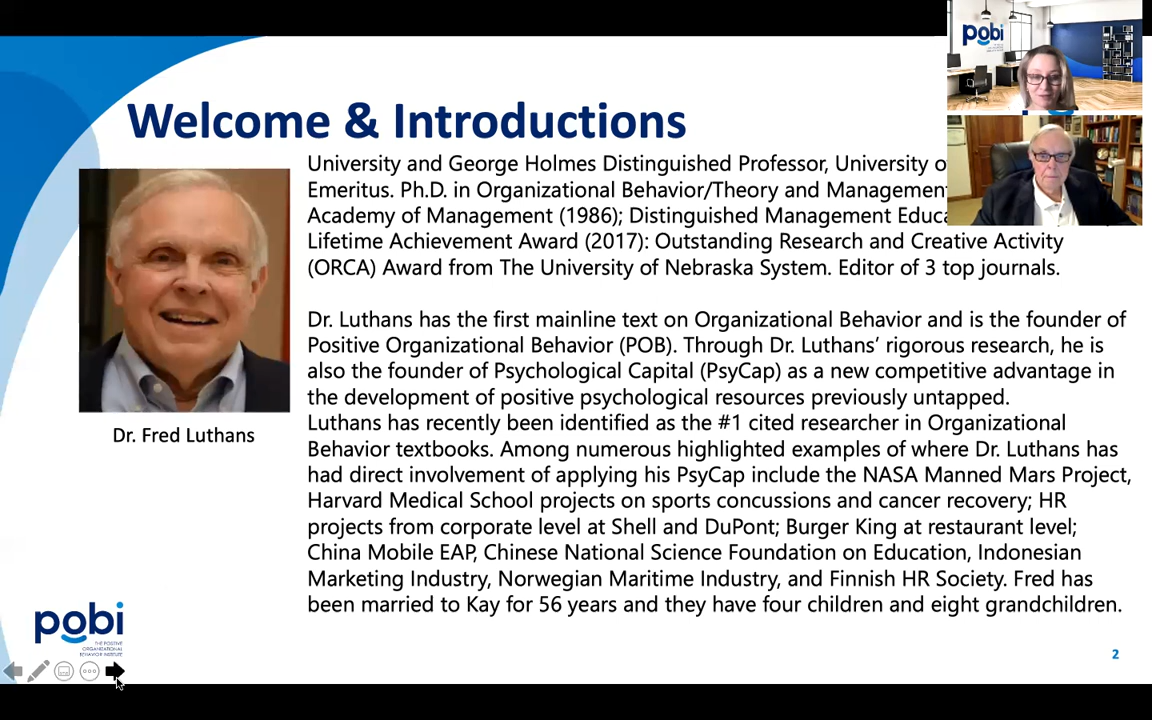 pobi
Welcome & Introductions
University and George Holmes Distinguished Professor, University
Emeritus. Ph.D. in Organizational Behavior/Theory and Management
Academy of Management (1986); Distinguished Management
Lifetime Achievement Award (2017): Outstanding Research and Creative Activity
(ORCA) Award from The University of Nebraska System. Editor of 3 top journals.
Dr. Luthans has the first mainline text on Organizational Behavior and is the founder of
Positive Organizational Behavior (POB). Through Dr. Luthans’ rigorous research, he is
also the founder of Psychological Capital (PsyCap) as a new competitive advantage in
the development of positive psychological resources previously untapped.
Luthans has recently been identified as the #1 cited researcher in Organizational
Behavior textbooks. Among numerous highlighted examples of where Dr. Luthans has
had direct involvement of applying his PsyCap include the NASA Manned Mars Project,
Harvard Medical School projects on sports concussions and cancer recovery; HR
projects from corporate level at Shell and DuPont; Burger King at restaurant level;
China Mobile EAP, Chinese National Science Foundation on Education, Indonesian
Marketing Industry, Norwegian Maritime Industry, and Finnish HR Society. Fred has
been married to Kay for 56 years and they have four children and eight grandchildren.
Dr. Fred Luthans
pobi
THE POSITIVE
ORGANIZATIONAL
BEHAVIOR INSTITUTE
2